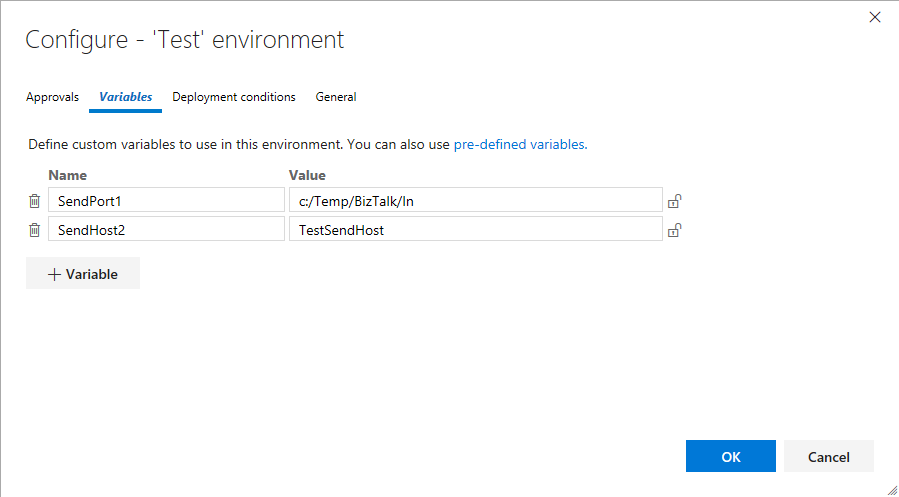 Configure - 'Test' environment
Approvals Variables Deployment conditions General
Define custom variables to use in this environment. You can also use pre-defined variables.
Name Value
SendPort1 c:/Temp/BizTalk/In
SendHost2 TestSendHost
+ Variable
OK Cancel